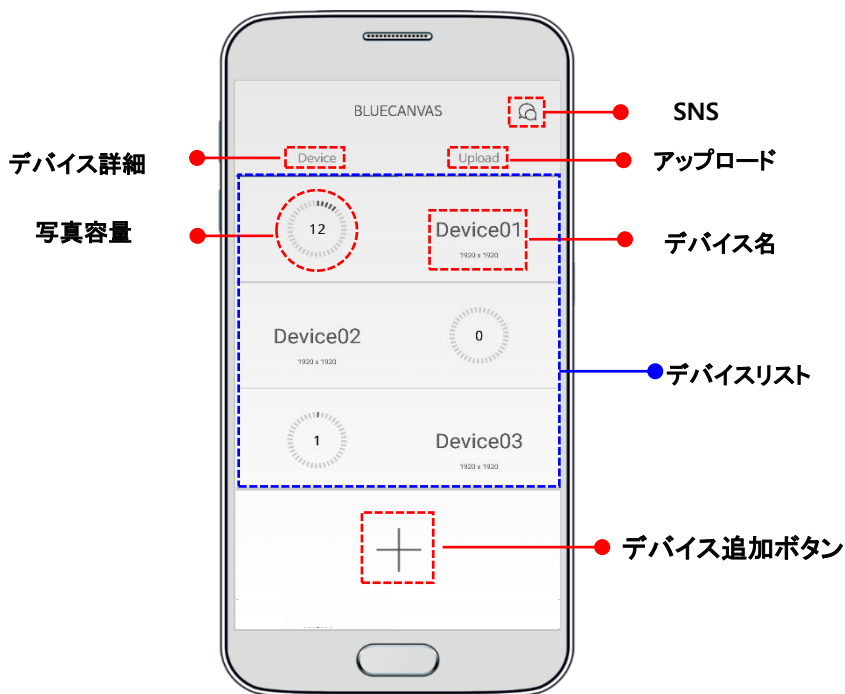 BLUECANVAS
SNS
デバイス詳細
Device
Upload
アップロード
写真容量
12
Device01
1920 x 1920
デバイス名
Device02
1920 x 1920
0
デバイスリスト
1
Device03
1920 x 1920
デバイス追加ボタン